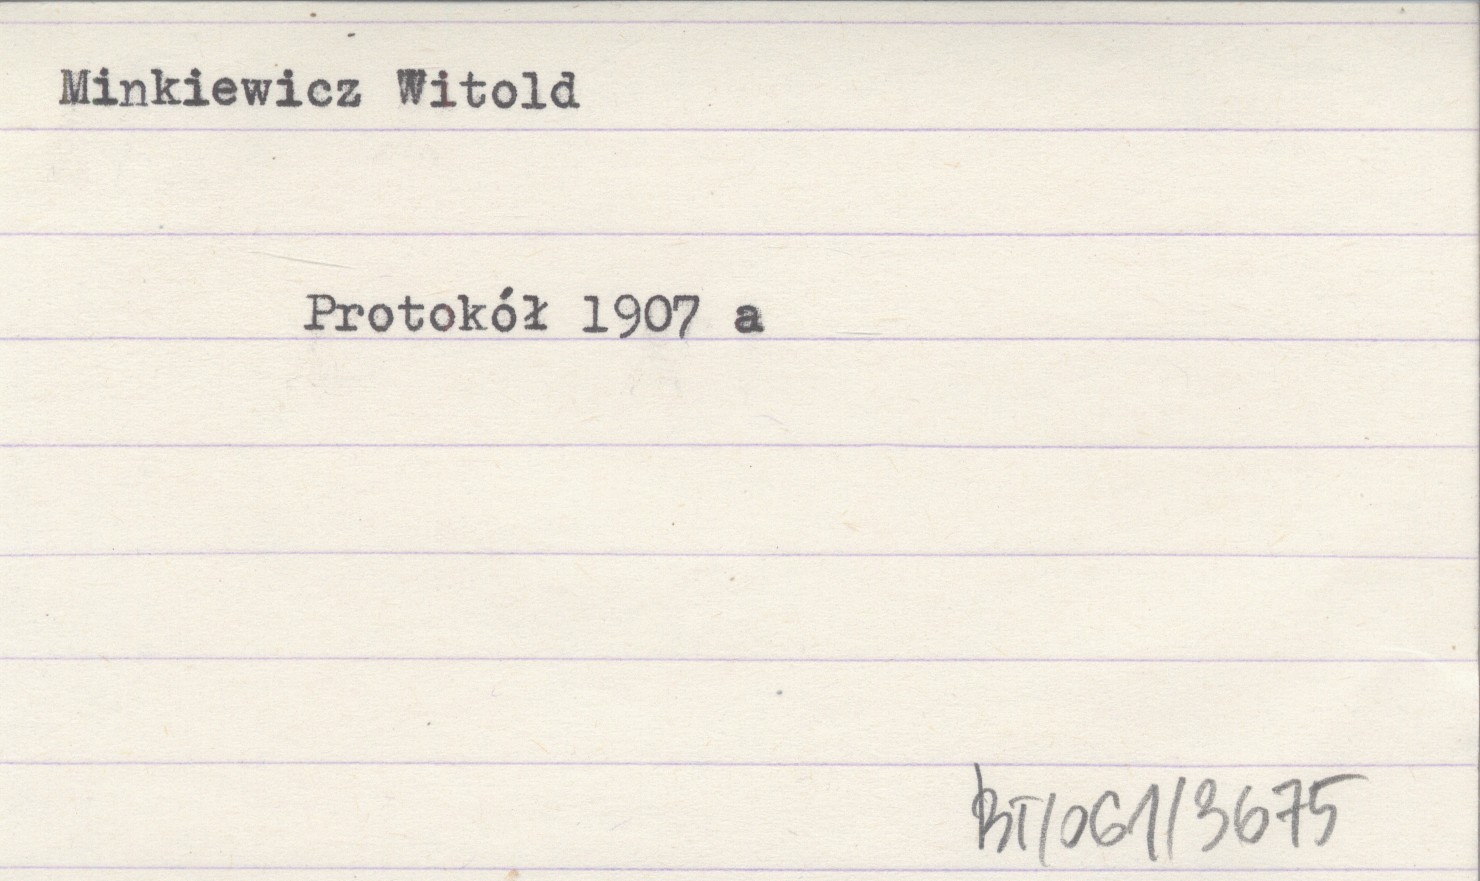 Minkiewicz Witold
Protokół 1907 a
BT/061/3675